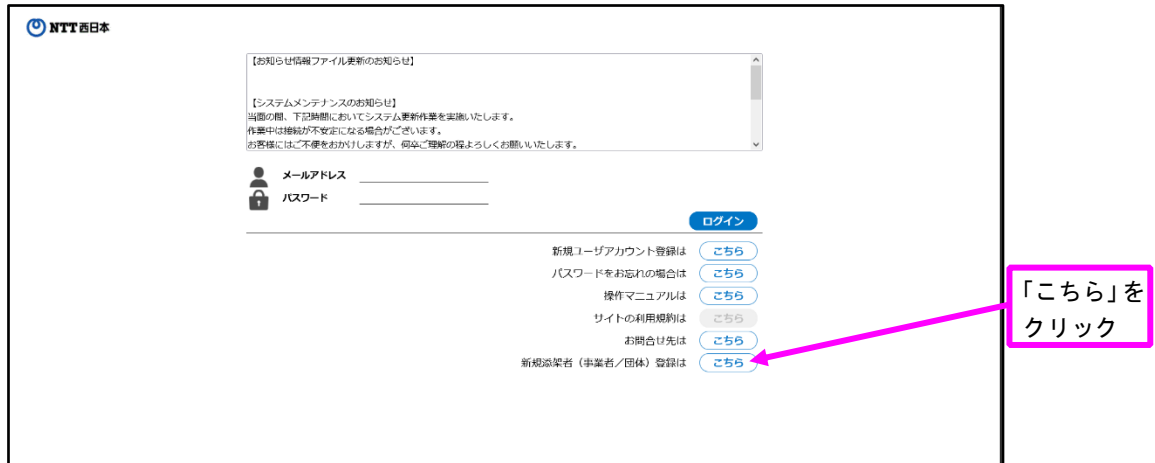 NTT西日本
【お知らせ情報ファイル更新のお知らせ】
【システムメンテナンスのお知らせ】
当面の間、下記時間においてシステム更新作業を実施いたします。
作業中は接続が不安定になる場合がございます。
お客様にはご不便をおかけしますが、何卒ご理解の程よろしくお願いいたします。
メールアドレス
パスワード
ログイン
新規ユーザアカウント登録は こちら
パスワードをお忘れの場合は こちら
操作マニュアルは こちら
サイトの利用規約は こちら
お問合せ先は こちら
新規添架者（事業者／団体）登録は こちら
「こちら」を
クリック